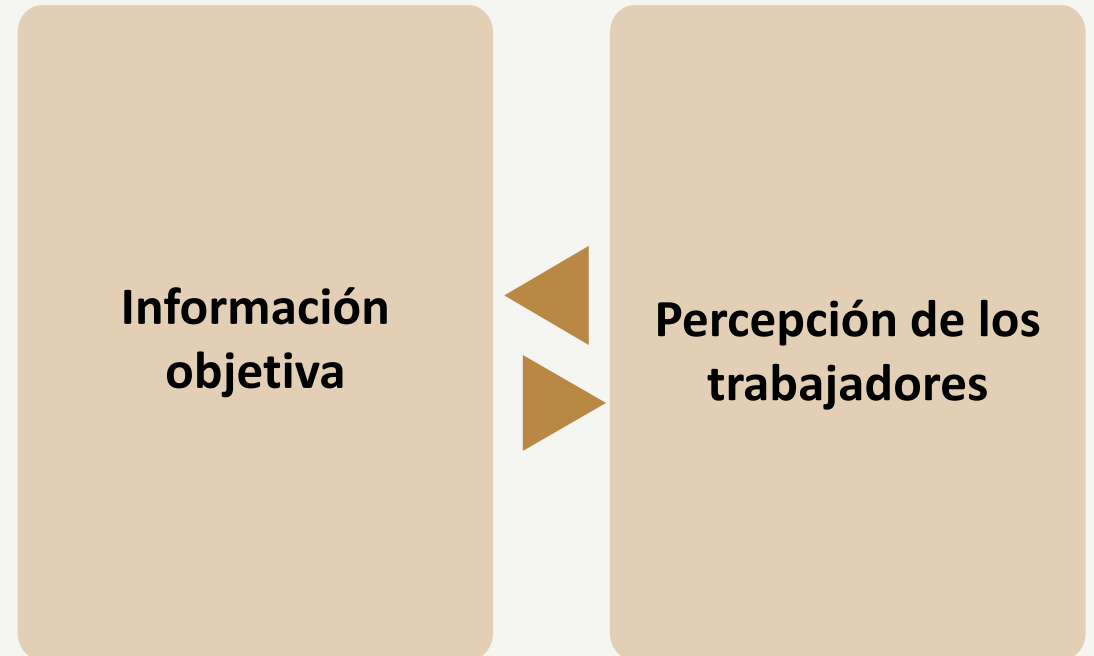 Información
objetiva
Percepción de los
trabajadores